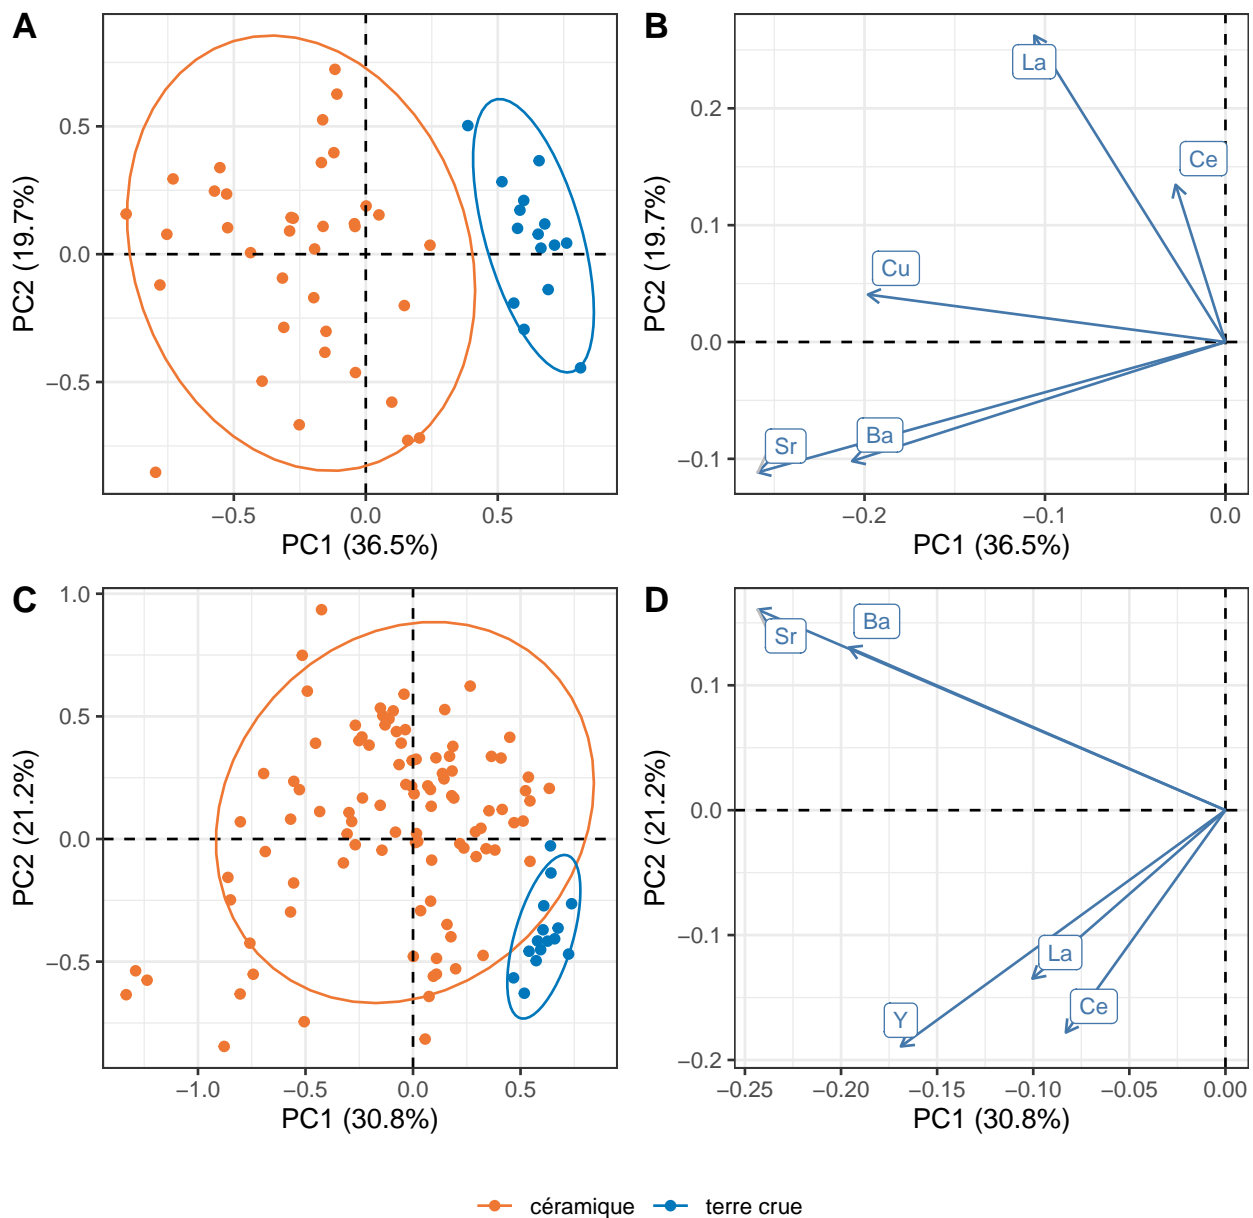 A
B
0.5
0.0
−0.5
PC2 (19.7%)
−0.5
0.0
0.5
PC1 (36.5%)
La
Ce
Cu
Ba
Sr
0.2
0.1
0.0
−0.1
PC2 (19.7%)
−0.2
−0.1
0.0
PC1 (36.5%)
C
D
1.0
0.5
0.0
−0.5
PC2 (21.2%)
−1.0
−0.5
0.0
0.5
PC1 (30.8%)
Ba
Sr
La
Ce
Y
0.1
0.0
−0.1
−0.2
PC2 (21.2%)
−0.25
−0.20
−0.15
−0.10
−0.05
0.00
PC1 (30.8%)
céramique
terre crue